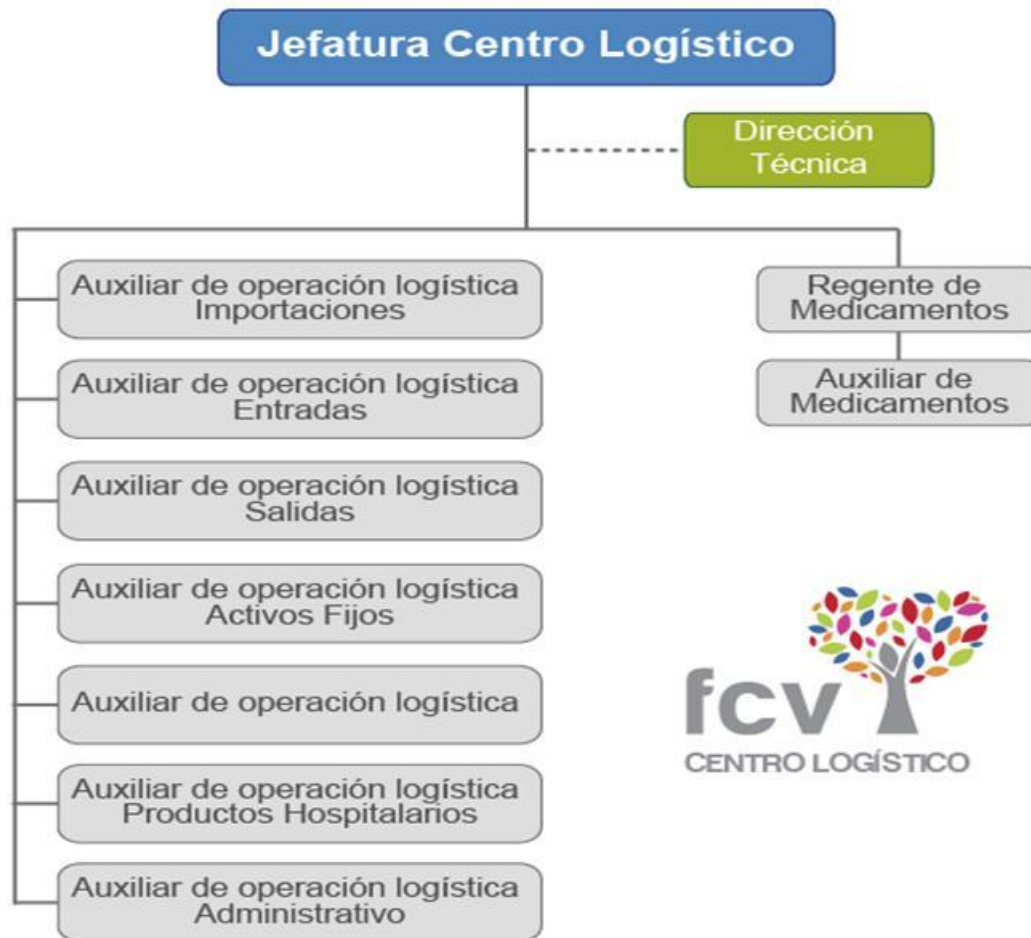 Jefatura Centro Logístico
Dirección
Técnica
Auxiliar de operación logística
Importaciones
Auxiliar de operación logística
Entradas
Auxiliar de operación logística
Salidas
Auxiliar de operación logística
Activos Fijos
Auxiliar de operación logística
Auxiliar de operación logística
Productos Hospitalarios
Auxiliar de operación logística
Administrativo
Regente de
Medicamentos
Auxiliar de
Medicamentos
fcv
CENTRO LOGÍSTICO